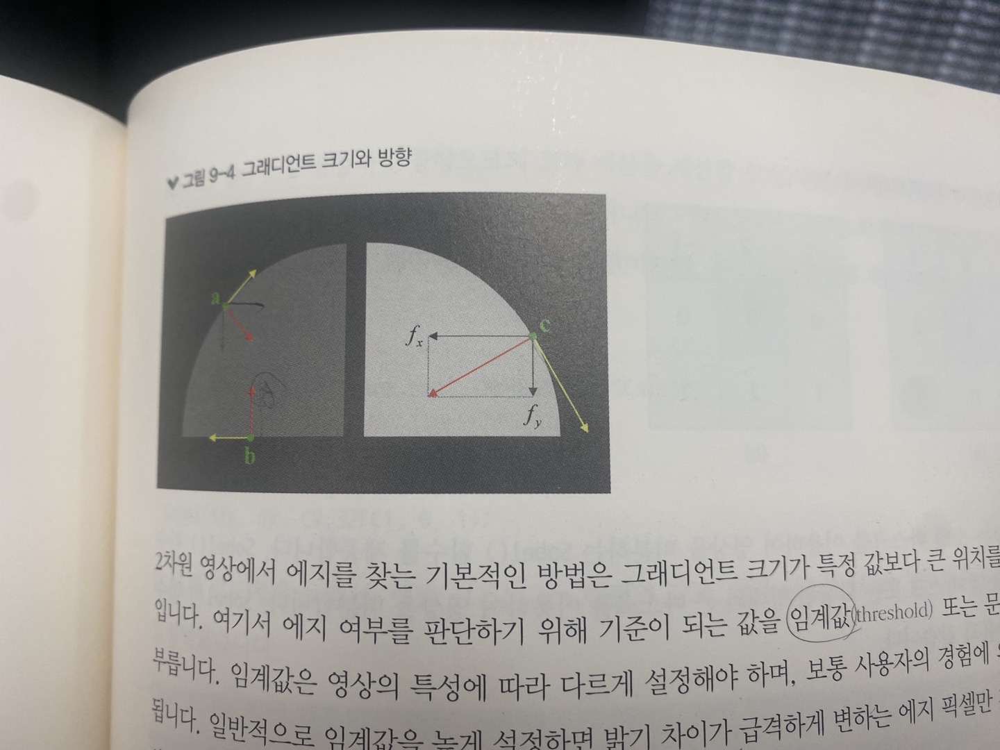 그림 9-4 그래디언트 크기와 방향
a
c
fx
fy
b
2차원 영상에서 에지를 찾는 기본적인 방법은 그래디언트 크기가 특정 값보다 큰 위치를
입니다. 여기서 에지 여부를 판단하기 위해 기준이 되는 값을 임계값(threshold) 또는 문
부릅니다. 임계값은 영상의 특성에 따라 다르게 설정해야 하며, 보통 사용자의 경험에
됩니다. 일반적으로 임계값을 높게 설정하면 밝기 차이가 급격하게 변하는 에지 픽셀만